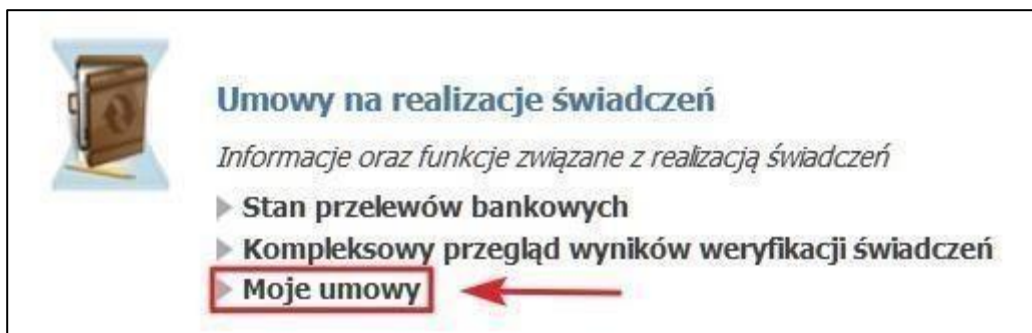 Umowy na realizacje świadczeń
Informacje oraz funkcje związane z realizacją świadczeń
Stan przelewów bankowych
Kompleksowy przegląd wyników weryfikacji świadczeń
Moje umowy